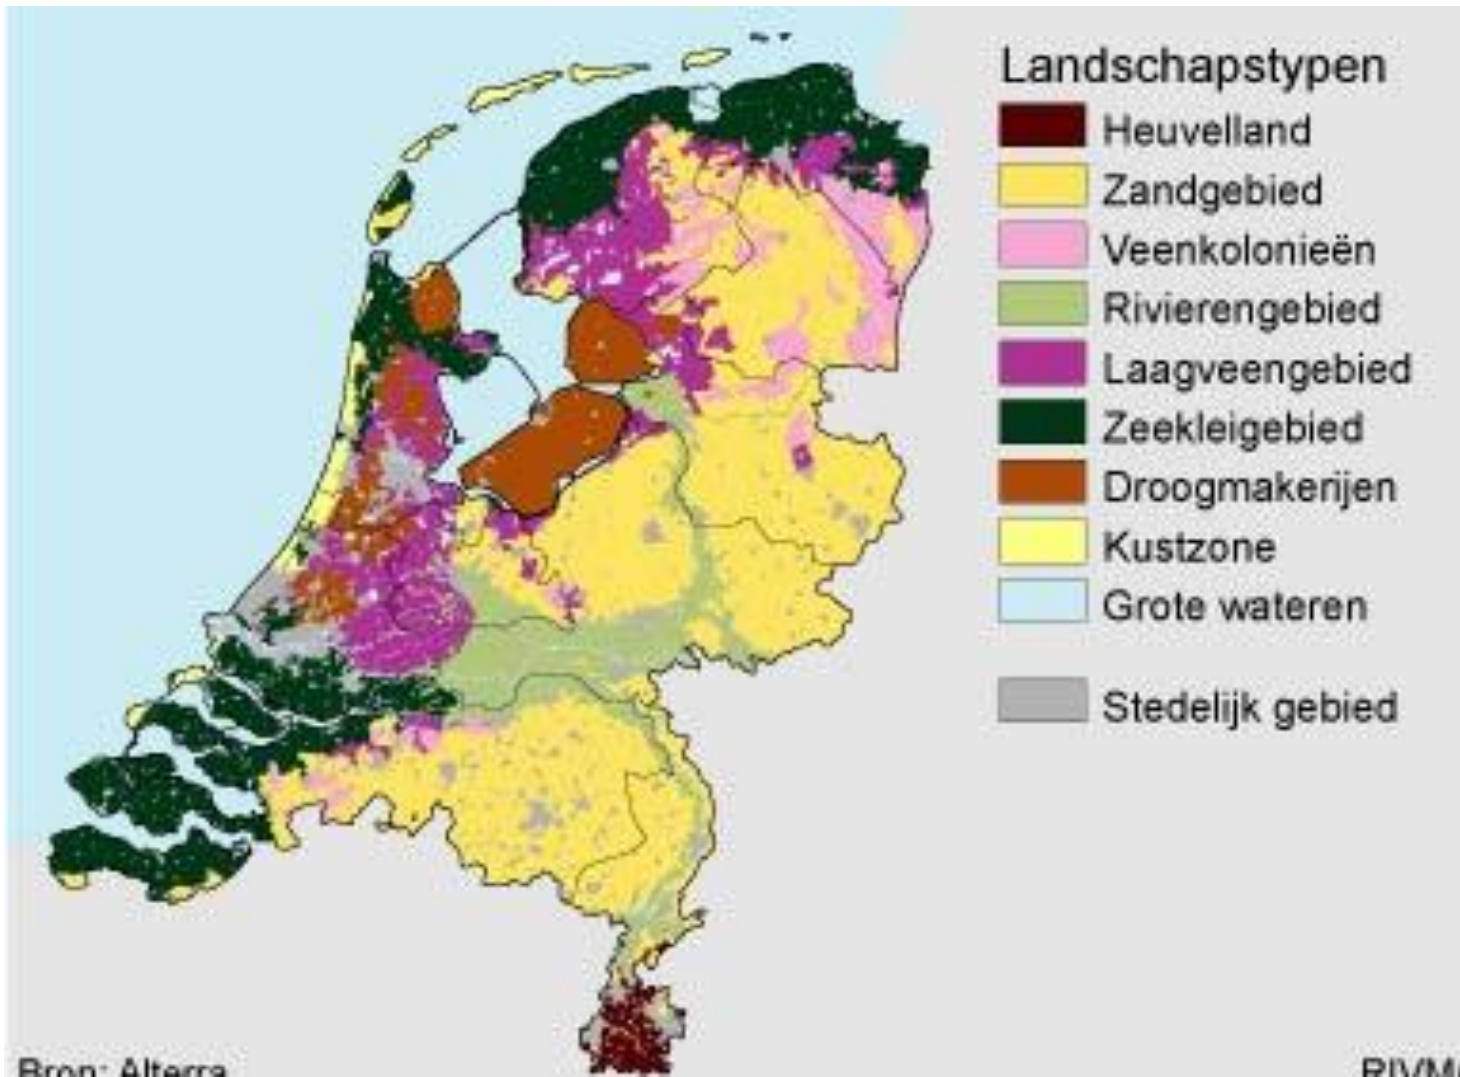 Landschapstypen
Heuvelland
Zandgebied
Veenkolonieën
Rivierengebied
Laagveengebied
Zeekleigebied
Droogmakerijen
Kustzone
Grote wateren
Stedelijk gebied
Bron: Alterra